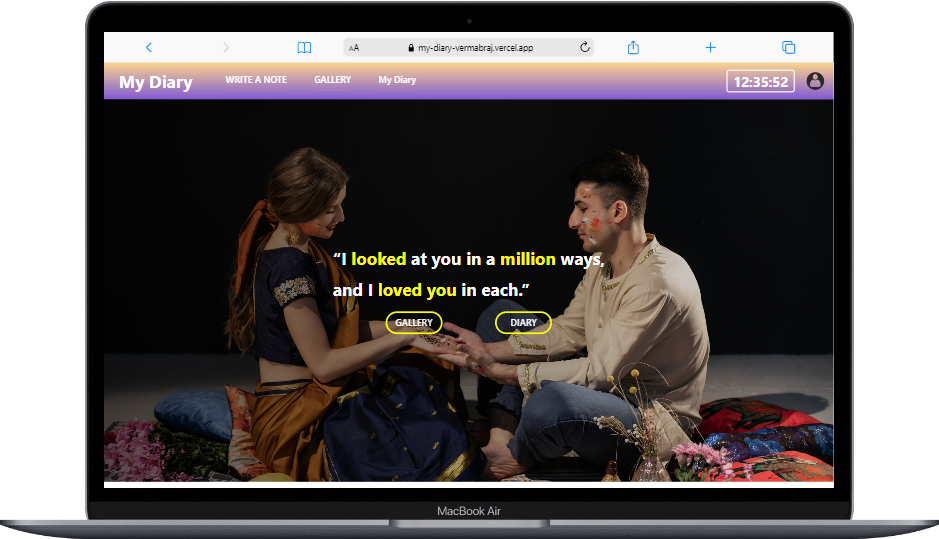 AA my-diary-vermabraj.vercel.app
My Diary WRITE A NOTE GALLERY My Diary 12:35:52
“I looked at you in a million ways,
and I loved you in each.”
GALLERY DIARY
MacBook Air